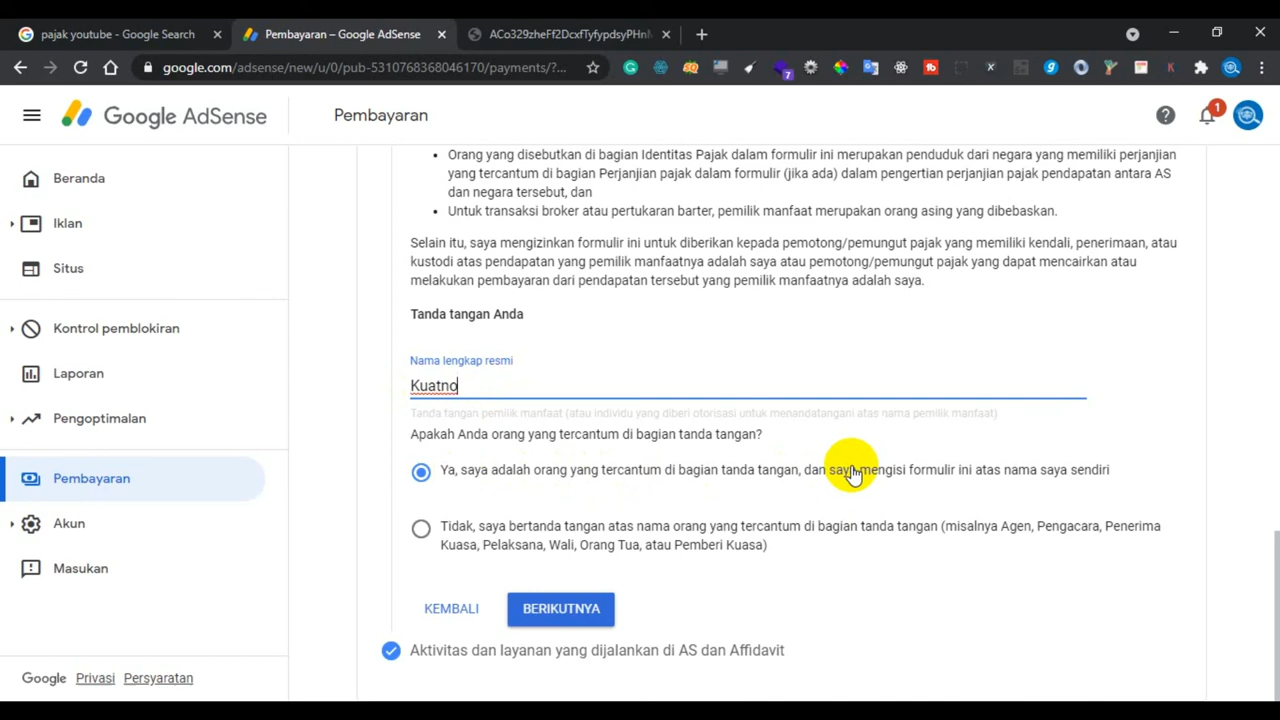 pajak youtube - Google Search
Pembayaran – Google AdSense
google.com/adsense/new/u/0/pub-5310768368046170/payments/?...
7
Google AdSense
Pembayaran
1
Beranda
Iklan
Situs
Kontrol pemblokiran
Laporan
Pengoptimalan
Pembayaran
Akun
Masukan
Google Privasi Persyaratan
• Orang yang disebutkan di bagian Identitas Pajak dalam formulir ini merupakan penduduk dari negara yang memiliki perjanjian
yang tercantum di bagian Perjanjian pajak dalam formulir (jika ada) dalam pengertian perjanjian pajak pendapatan antara AS
dan negara tersebut, dan
• Untuk transaksi broker atau pertukaran barter, pemilik manfaat merupakan orang asing yang dibebaskan.
Selain itu, saya mengizinkan formulir ini untuk diberikan kepada pemotong/pemungut pajak yang memiliki kendali, penerimaan, atau
kustodi atas pendapatan yang pemilik manfaatnya adalah saya atau pemotong/pemungut pajak yang dapat mencairkan atau
melakukan pembayaran dari pendapatan tersebut yang pemilik manfaatnya adalah saya.
Tanda tangan Anda
Nama lengkap resmi
Kuatno
Tanda tangan pemilik manfaat (atau individu yang diberi otorisasi untuk menandatangani atas nama pemilik manfaat)
Apakah Anda orang yang tercantum di bagian tanda tangan?
Ya, saya adalah orang yang tercantum di bagian tanda tangan, dan saya mengisi formulir ini atas nama saya sendiri
Tidak, saya bertanda tangan atas nama orang yang tercantum di bagian tanda tangan (misalnya Agen, Pengacara, Penerima
Kuasa, Pelaksana, Wali, Orang Tua, atau Pemberi Kuasa)
KEMBALI BERIKUTNYA
Aktivitas dan layanan yang dijalankan di AS dan Affidavit